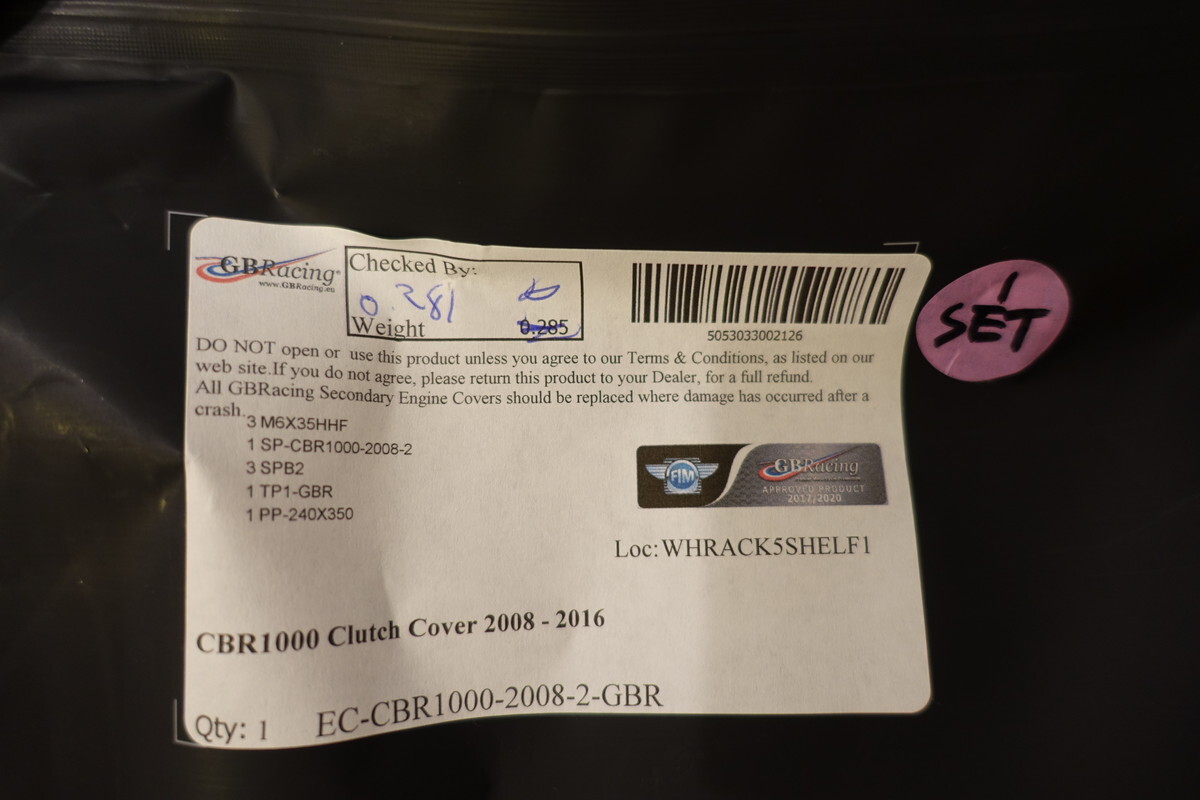 GBRacing®
www.GBRacing.eu
Checked By:
0.281
Weight 0.285
5053033002126
1
SET
DO NOT open or use this product unless you agree to our Terms & Conditions, as listed on our
web site.If you do not agree, please return this product to your Dealer, for a full refund.
All GBRacing Secondary Engine Covers should be replaced where damage has occurred after a
crash.
3 M6X35HHF
1 SP-CBR1000-2008-2
3 SPB2
1 TP1-GBR
1 PP-240X350
FIM
GBRacing
APPROVED PRODUCT
2017/2020
Loc:WHRACK5SHELF1
CBR1000 Clutch Cover 2008 - 2016
Qty: 1 EC-CBR1000-2008-2-GBR